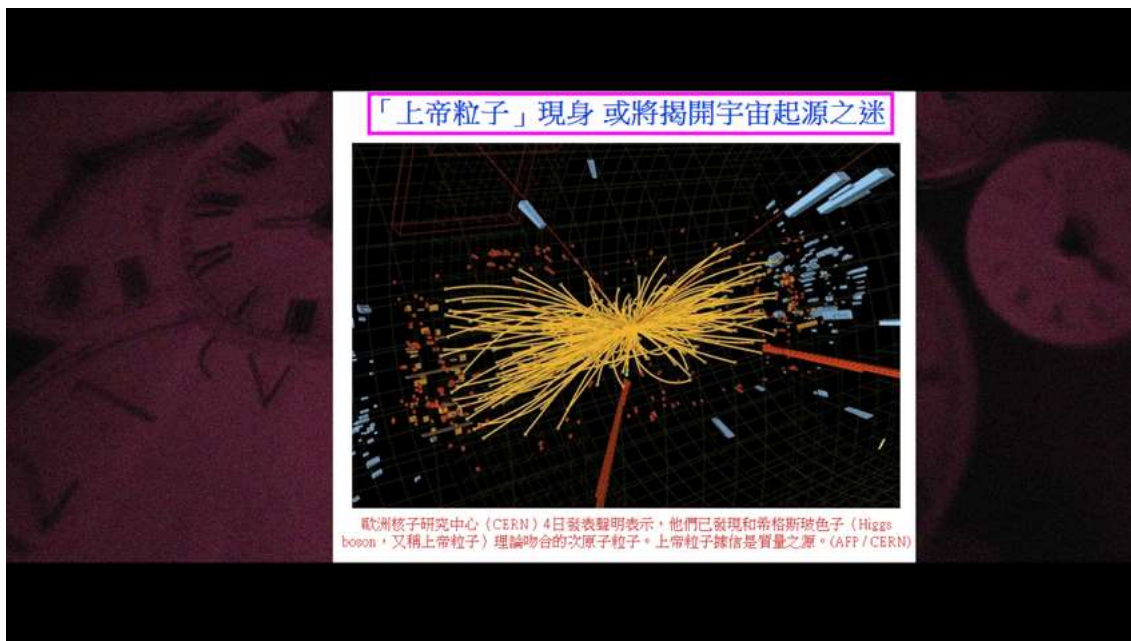 「上帝粒子」現身 或將揭開宇宙起源之迷
歐洲核子研究中心（CERN）4日發表聲明表示，他們已發現和希格斯玻色子（Higgs
boson，又稱上帝粒子）理論吻合的次原子粒子。上帝粒子據信是質量之源。(AFP / CERN)